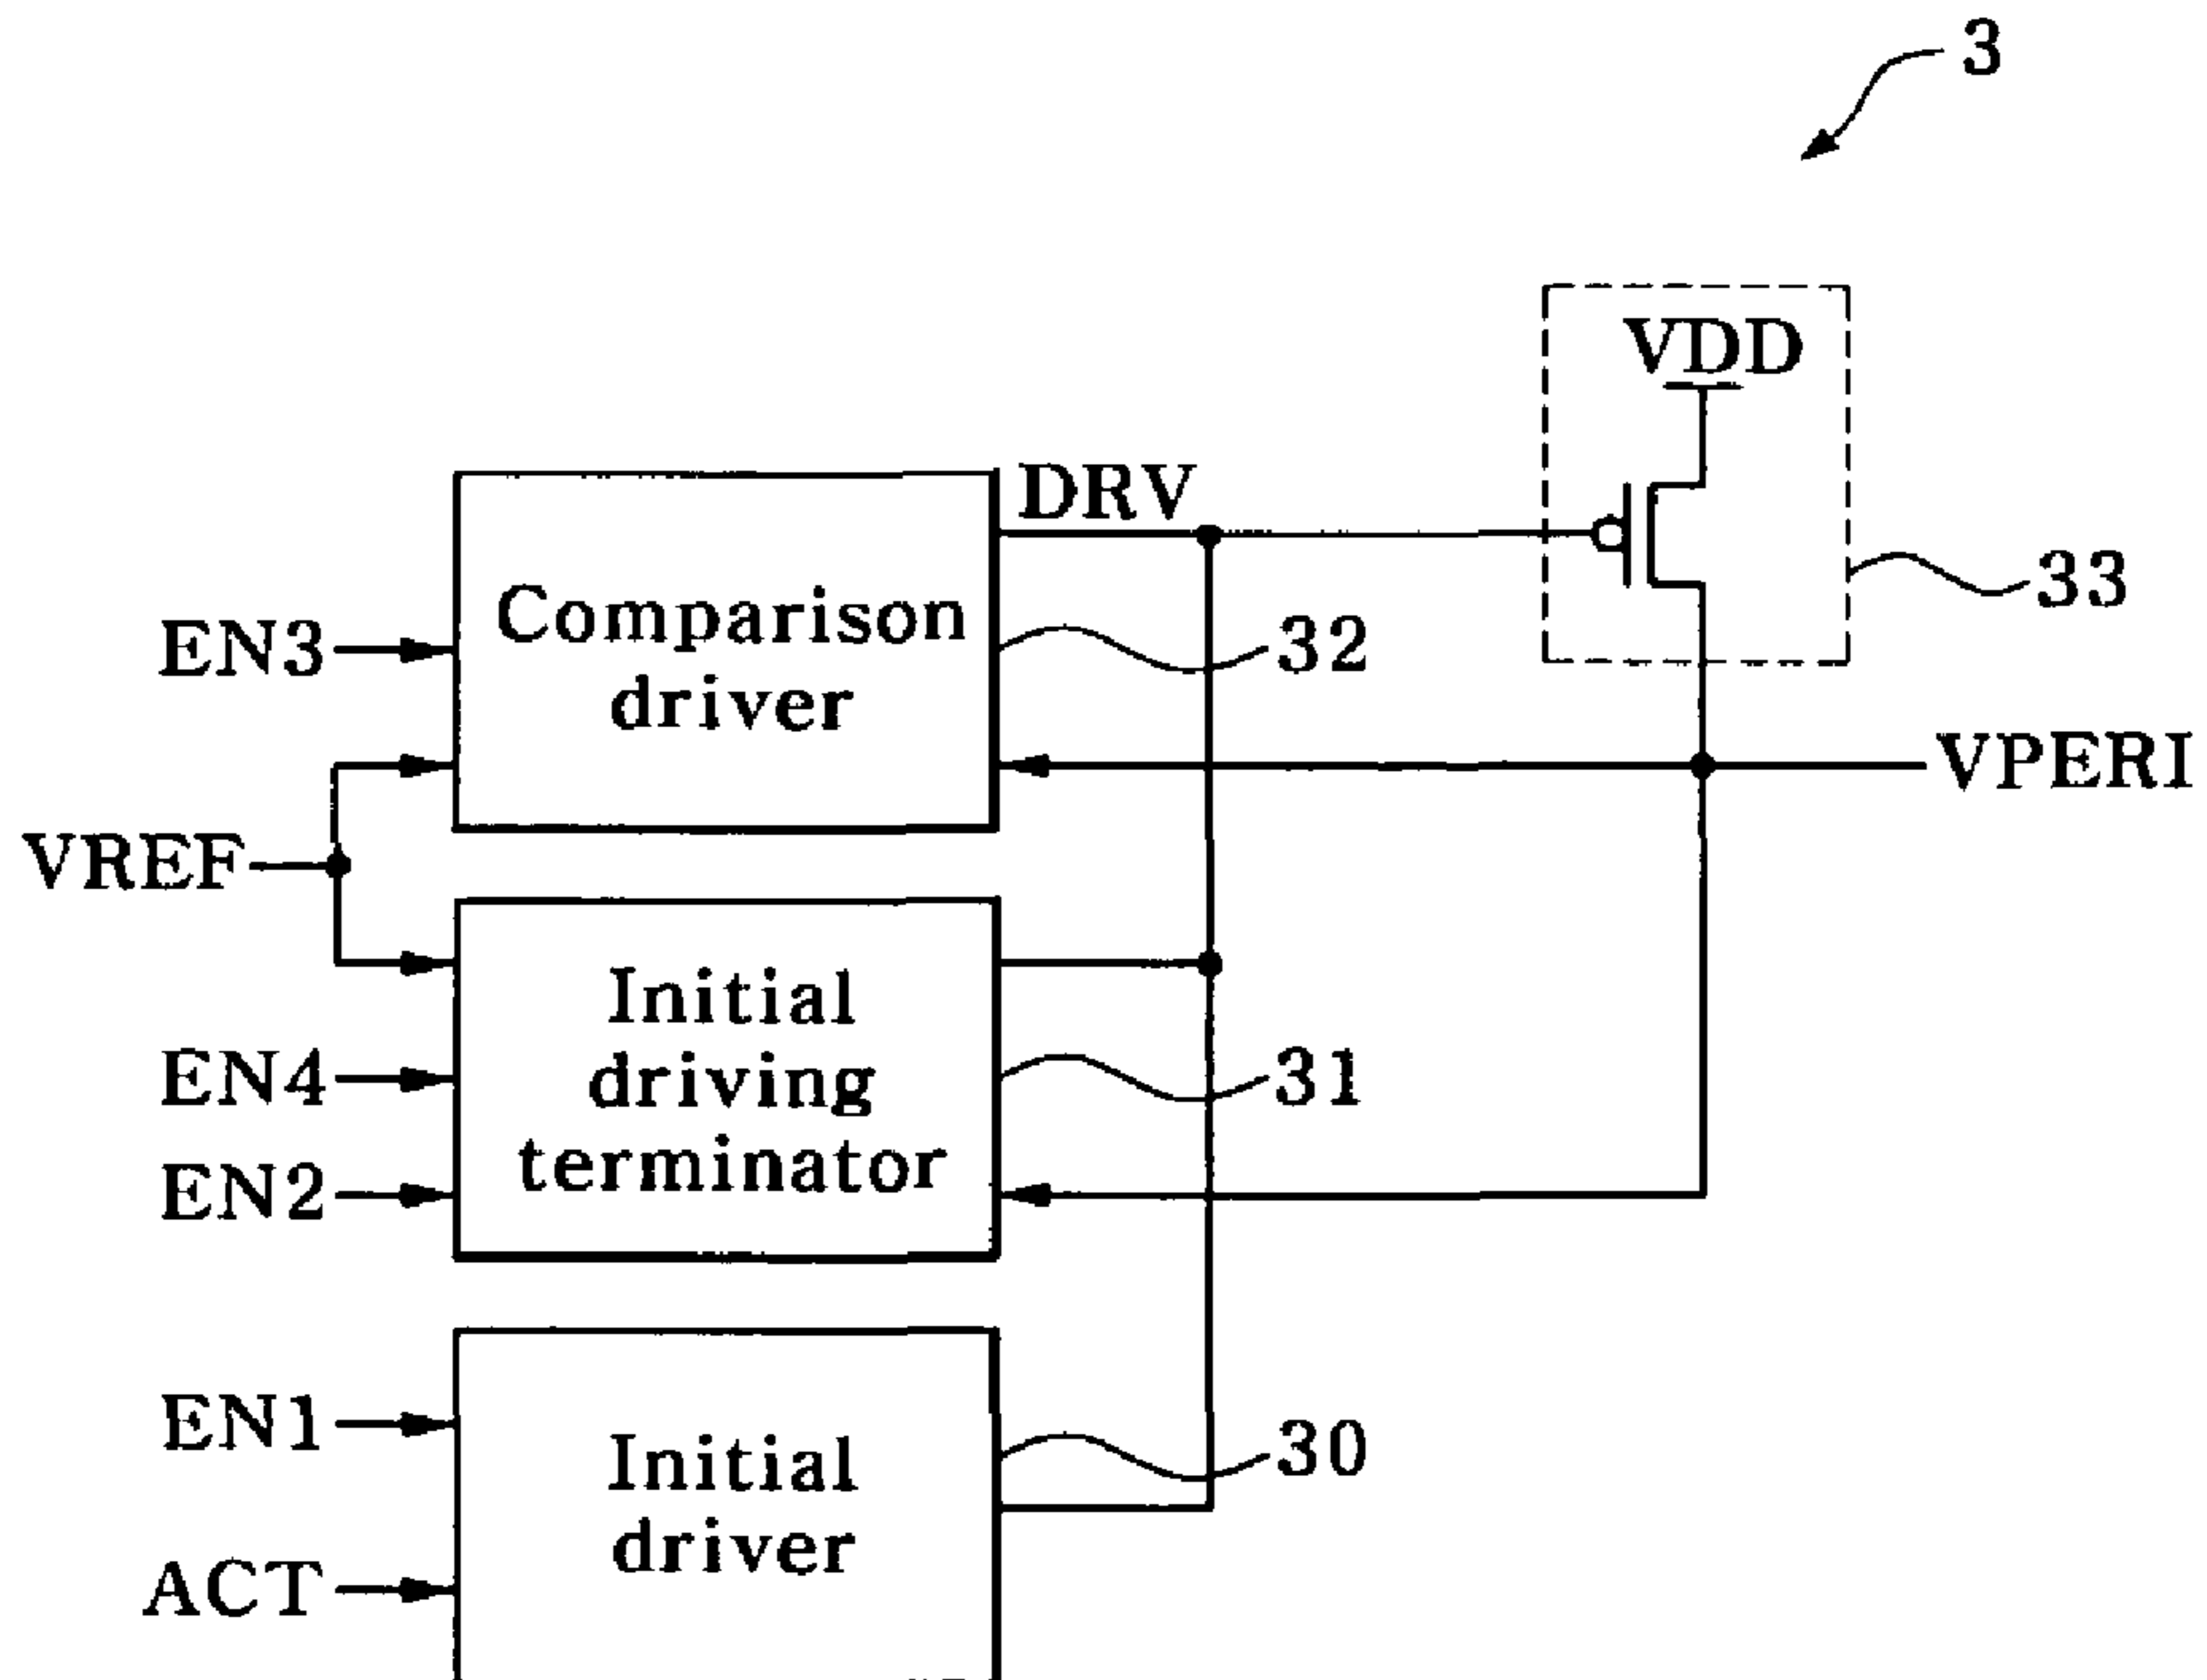 3
VDD
DRV
33
EN3
Comparison
driver
32
VPERI
VREF
Initial
driving
terminator
EN4
31
EN2
EN1
Initial
driver
30
ACT